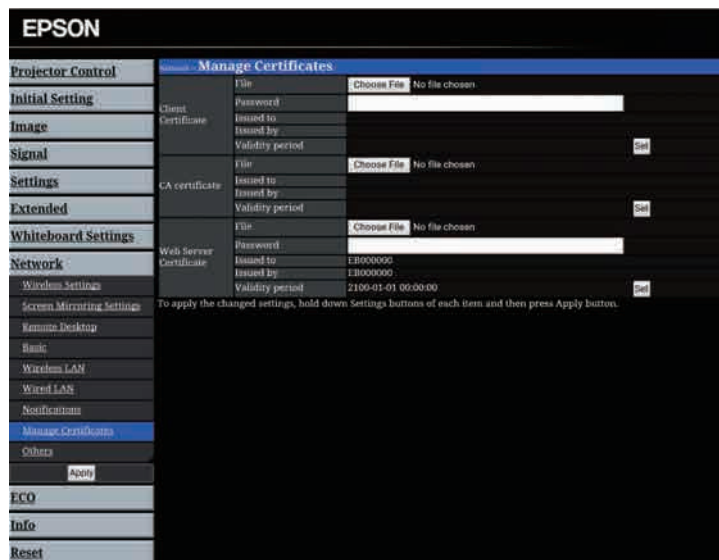 EPSON
Projector Control
Initial Setting
Image
Signal
Settings
Extended
Whiteboard Settings
Network
Wireless Settings
Screen Mirroring Settings
Remote Desktop
Basic
Wireless LAN
Wired LAN
Notifications
Manage Certificates
Others
Apply
ECO
Info
Reset
Network - Manage Certificates
Client Certificate
File Choose File No file chosen
Password
Issued to
Issued by
Validity period Set
CA certificate
File Choose File No file chosen
Issued to
Issued by
Validity period Set
Web Server Certificate
File Choose File No file chosen
Password
Issued to EB000000
Issued by EB000000
Validity period 2100-01-01 00:00:00 Set
To apply the changed settings, hold down Settings buttons of each item and then press Apply button.